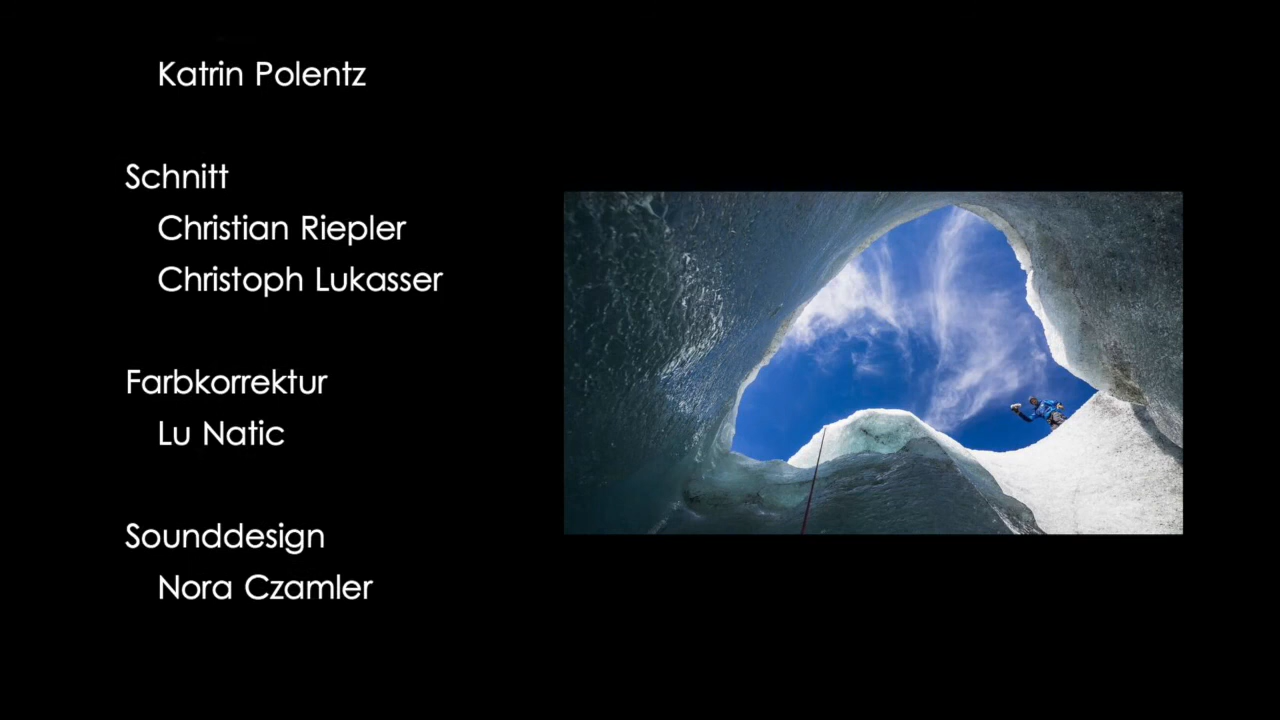 Katrin Polentz
Schnitt
Christian Riepler
Christoph Lukasser
Farbkorrektur
Lu Natic
Sounddesign
Nora Czamler